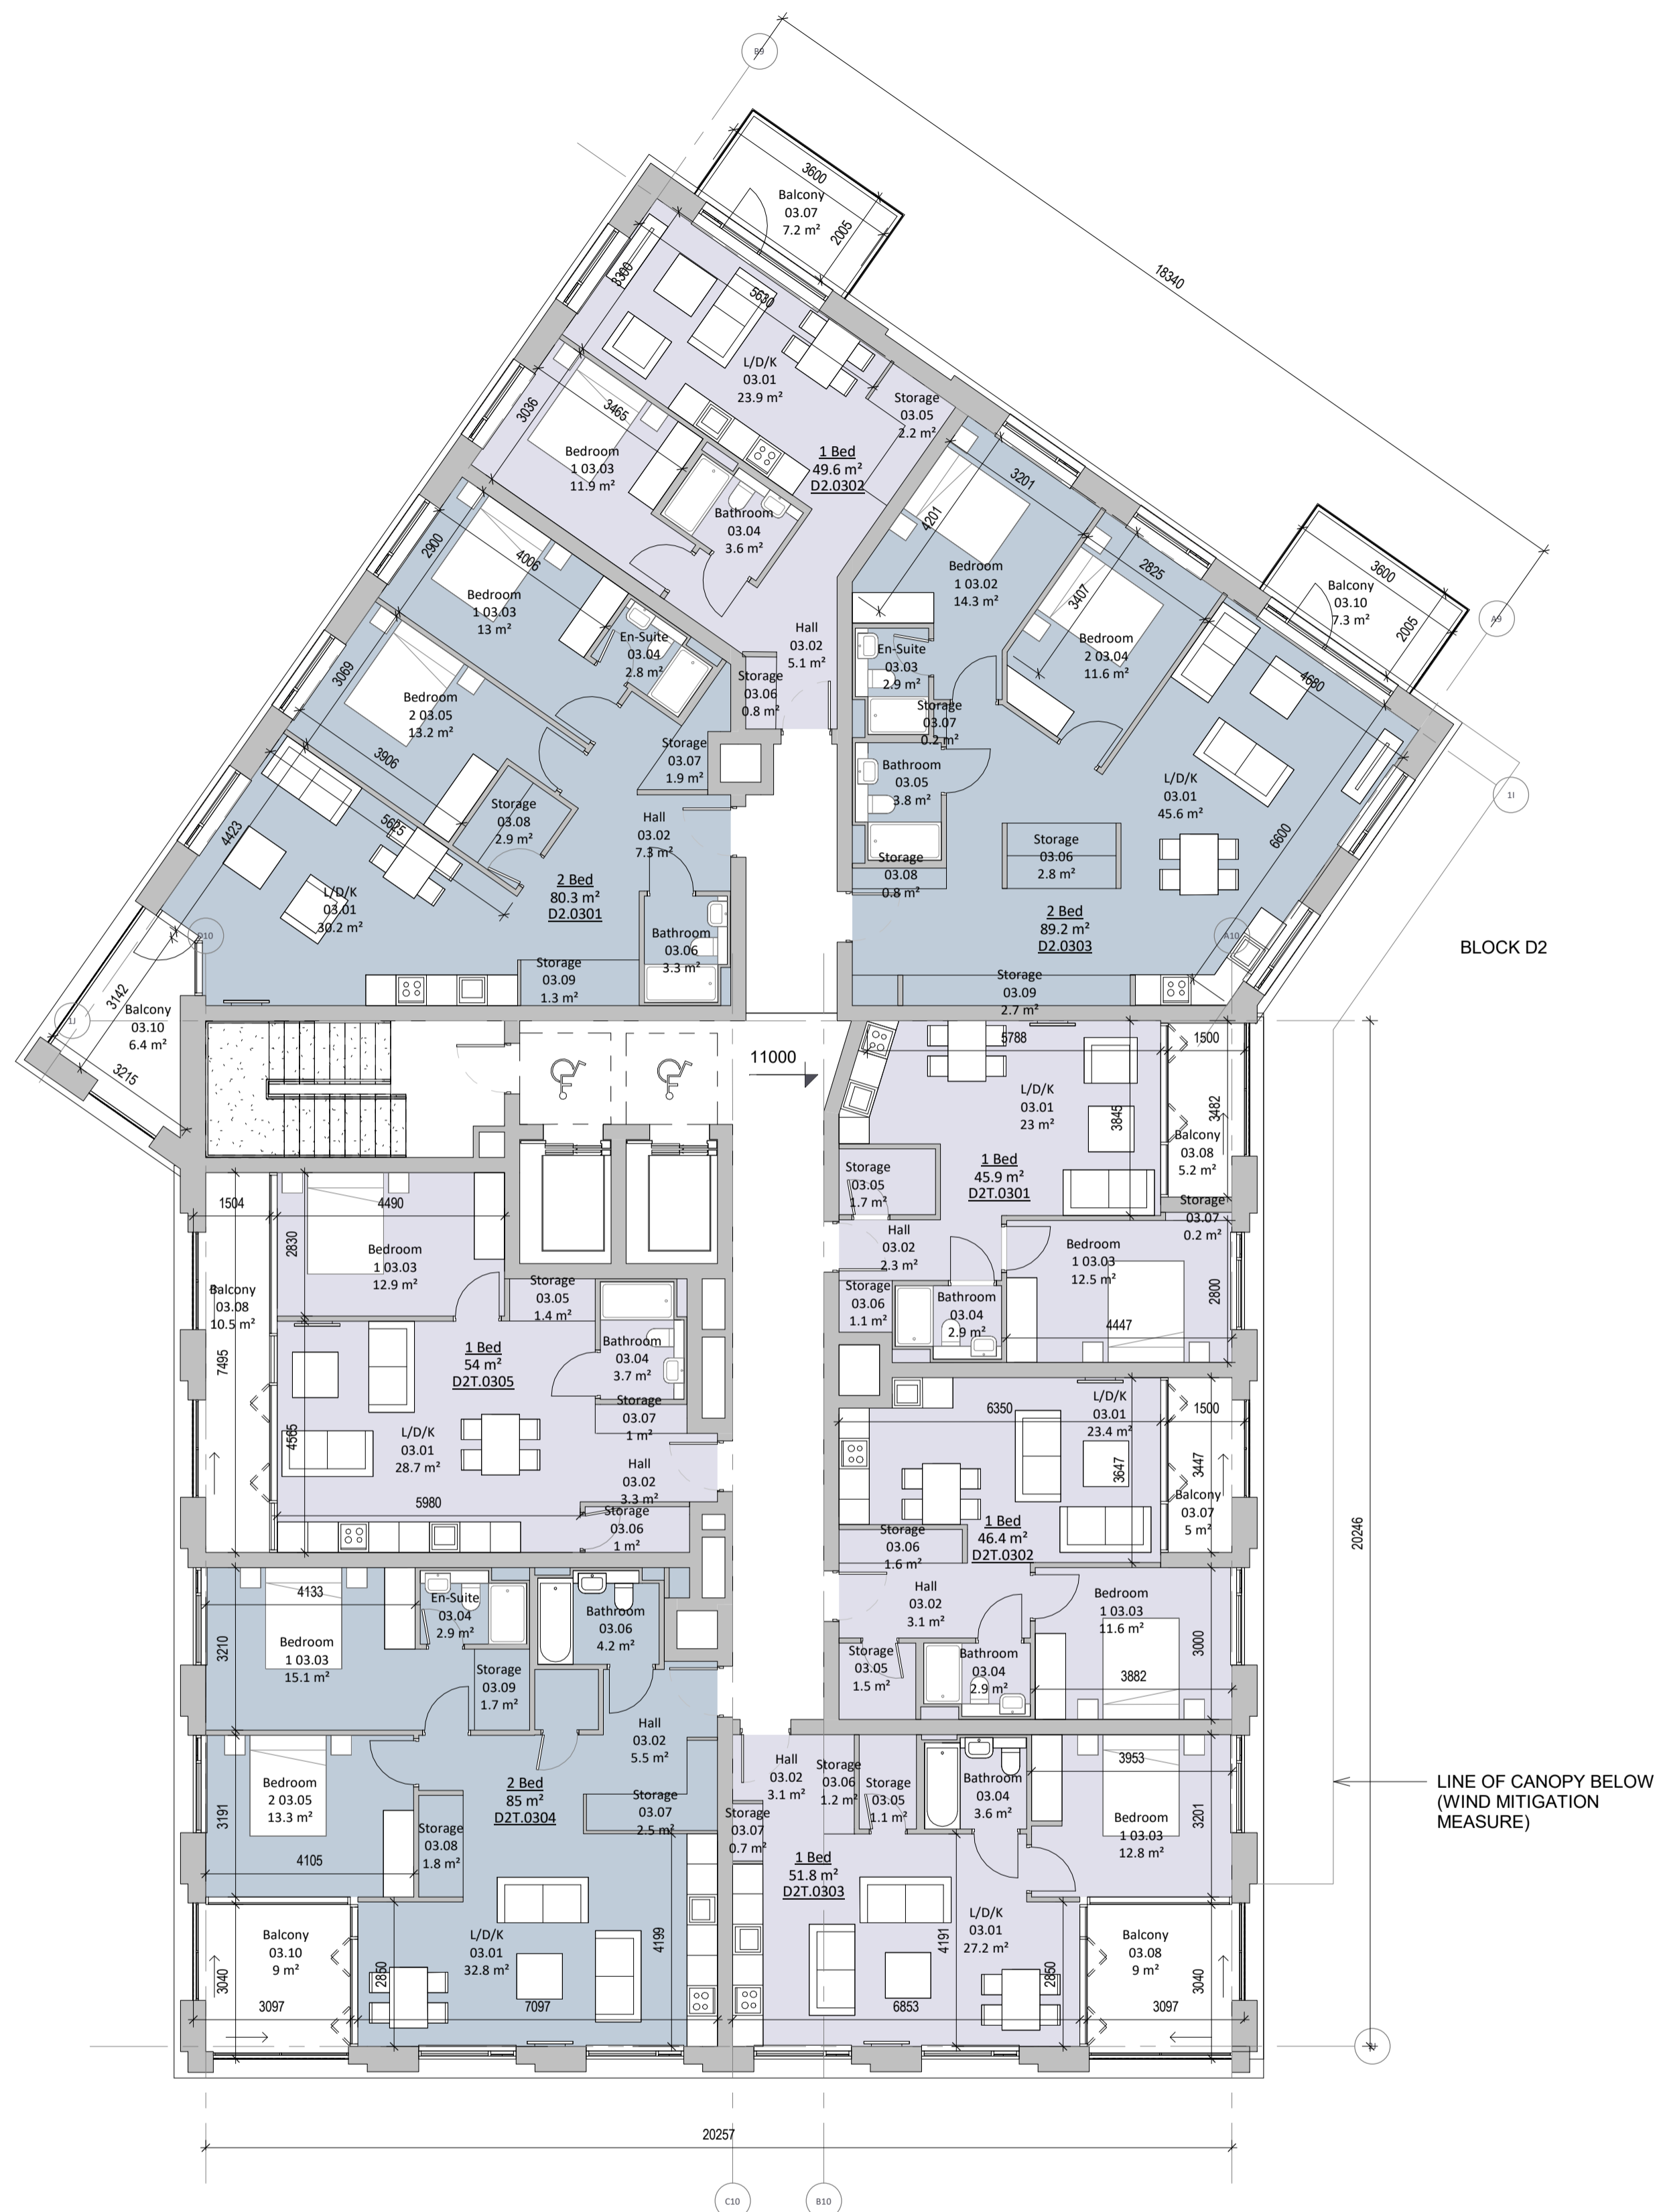 B9
3600
Balcony
03.07
7.2 m²
2005
18340
3300
5630
L/D/K
03.01
23.9 m²
Storage
03.05
2.2 m²
3036
3465
Bedroom
1 03.03
11.9 m²
1 Bed
49.6 m²
D2.0302
Bathroom
03.04
3.6 m²
3201
4201
Bedroom
1 03.02
14.3 m²
2825
3407
Bedroom
2 03.04
11.6 m²
3600
Balcony
03.10
7.3 m²
2005
A9
2900
4006
Bedroom
1 03.03
13 m²
En-Suite
03.04
2.8 m²
Hall
03.02
5.1 m²
Storage
03.06
0.8 m²
En-Suite
03.03
2.9 m²
Storage
03.07
0.2 m²
4680
3069
Bedroom
2 03.05
13.2 m²
3906
Storage
03.07
1.9 m²
Bathroom
03.05
3.8 m²
L/D/K
03.01
45.6 m²
1I
4423
5625
Storage
03.08
2.9 m²
Hall
03.02
7.3 m²
Storage
03.08
0.8 m²
Storage
03.06
2.8 m²
6600
L/D/K
03.01
30.2 m²
2 Bed
80.3 m²
D2.0301
Bathroom
03.06
3.3 m²
2 Bed
89.2 m²
D2.0303
D10
A10
BLOCK D2
Storage
03.09
1.3 m²
Storage
03.09
2.7 m²
3142
1J
Balcony
03.10
6.4 m²
3215
11000
5788
1500
L/D/K
03.01
23 m²
3845
3482
Balcony
03.08
5.2 m²
1 Bed
45.9 m²
D2T.0301
Storage
03.05
1.7 m²
Storage
03.07
0.2 m²
1504
4490
2830
Bedroom
1 03.03
12.9 m²
Hall
03.02
2.3 m²
Bedroom
1 03.03
12.5 m²
2800
Balcony
03.08
10.5 m²
Storage
03.05
1.4 m²
Storage
03.06
1.1 m²
Bathroom
03.04
2.9 m²
4447
7495
1 Bed
54 m²
D2T.0305
Bathroom
03.04
3.7 m²
Storage
03.07
1 m²
6350
L/D/K
03.01
23.4 m²
1500
4565
L/D/K
03.01
28.7 m²
Hall
03.02
3.3 m²
3647
3447
5980
Storage
03.06
1 m²
Balcony
03.07
5 m²
1 Bed
46.4 m²
D2T.0302
Storage
03.06
1.6 m²
20246
4133
En-Suite
03.04
2.9 m²
Bathroom
03.06
4.2 m²
Hall
03.02
3.1 m²
Bedroom
1 03.03
11.6 m²
3210
Bedroom
1 03.03
15.1 m²
Storage
03.09
1.7 m²
Storage
03.05
1.5 m²
Bathroom
03.04
2.9 m²
3882
3000
Hall
03.02
5.5 m²
Hall
03.02
3.1 m²
Storage
03.06
1.2 m²
Storage
03.05
1.1 m²
Bathroom
03.04
3.6 m²
3953
3191
Bedroom
2 03.05
13.3 m²
2 Bed
85 m²
D2T.0304
Storage
03.07
2.5 m²
Storage
03.07
0.7 m²
3201
Bedroom
1 03.03
12.8 m²
LINE OF CANOPY BELOW
(WIND MITIGATION
MEASURE)
4105
Storage
03.08
1.8 m²
1 Bed
51.8 m²
D2T.0303
Balcony
03.10
9 m²
3040
L/D/K
03.01
32.8 m²
2850
4199
4191
L/D/K
03.01
27.2 m²
2850
Balcony
03.08
9 m²
3040
3097
7097
6853
3097
20257
C10
B10